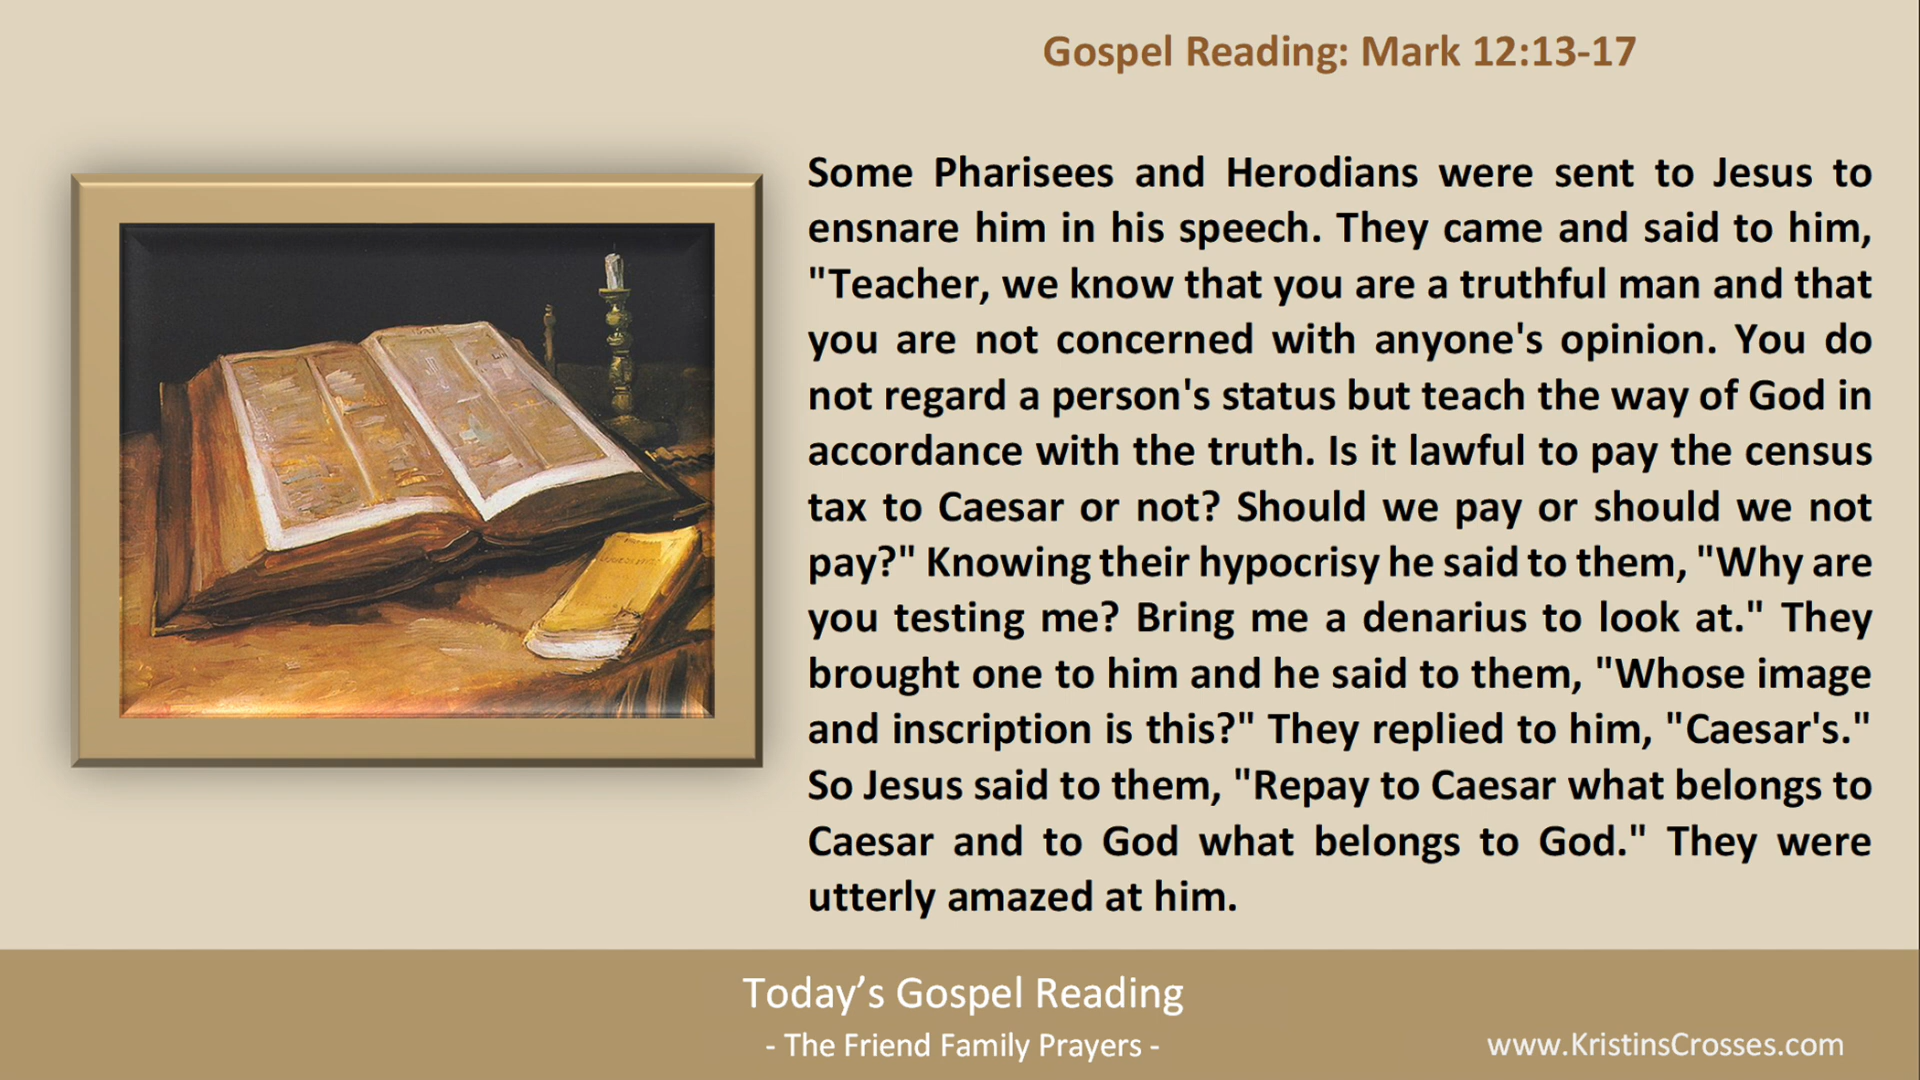 Gospel Reading: Mark 12:13-17
Some Pharisees and Herodians were sent to Jesus to
ensnare him in his speech. They came and said to him,
"Teacher, we know that you are a truthful man and that
you are not concerned with anyone's opinion. You do
not regard a person's status but teach the way of God in
accordance with the truth. Is it lawful to pay the census
tax to Caesar or not? Should we pay or should we not
pay?" Knowing their hypocrisy he said to them, "Why are
you testing me? Bring me a denarius to look at." They
brought one to him and he said to them, "Whose image
and inscription is this?" They replied to him, "Caesar's."
So Jesus said to them, "Repay to Caesar what belongs to
Caesar and to God what belongs to God." They were
utterly amazed at him.
Today’s Gospel Reading
- The Friend Family Prayers -
www.KristinsCrosses.com